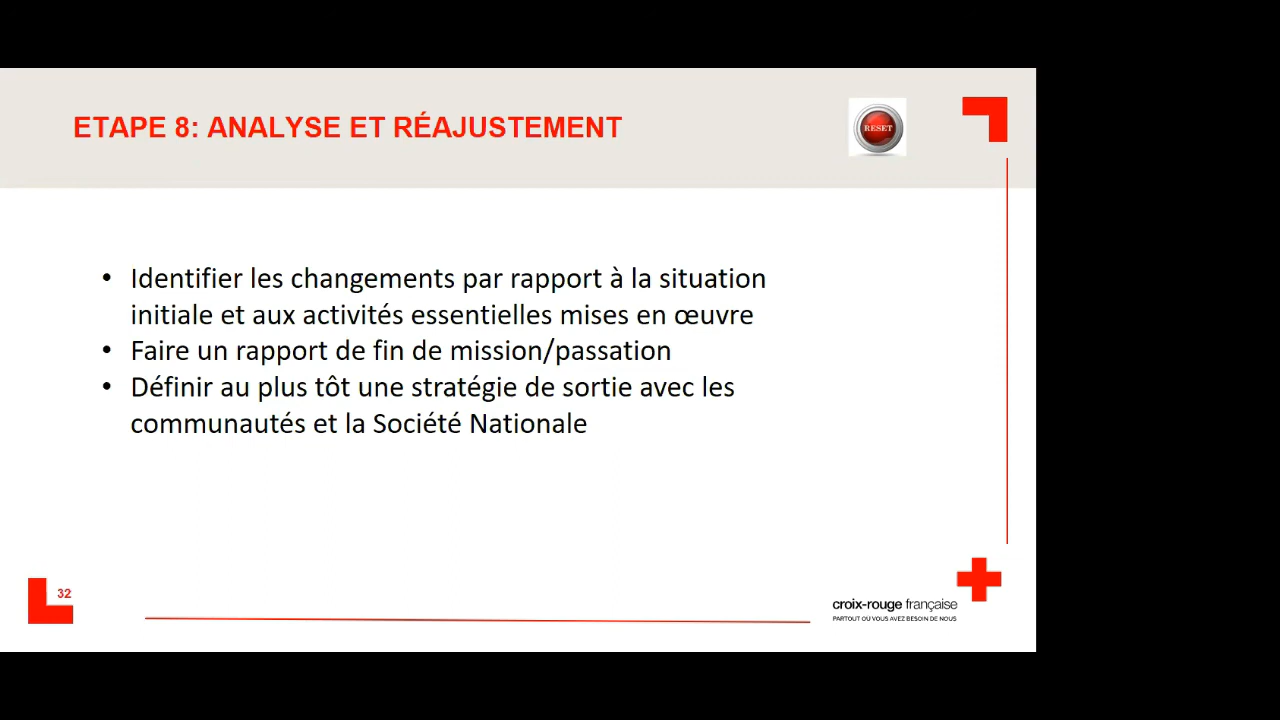 ETAPE 8: ANALYSE ET RÉAJUSTEMENT
RESET
• Identifier les changements par rapport à la situation
initiale et aux activités essentielles mises en œuvre
• Faire un rapport de fin de mission/passation
• Définir au plus tôt une stratégie de sortie avec les
communautés et la Société Nationale
32
croix-rouge française
PARTOUT OÙ VOUS AVEZ BESOIN DE NOUS